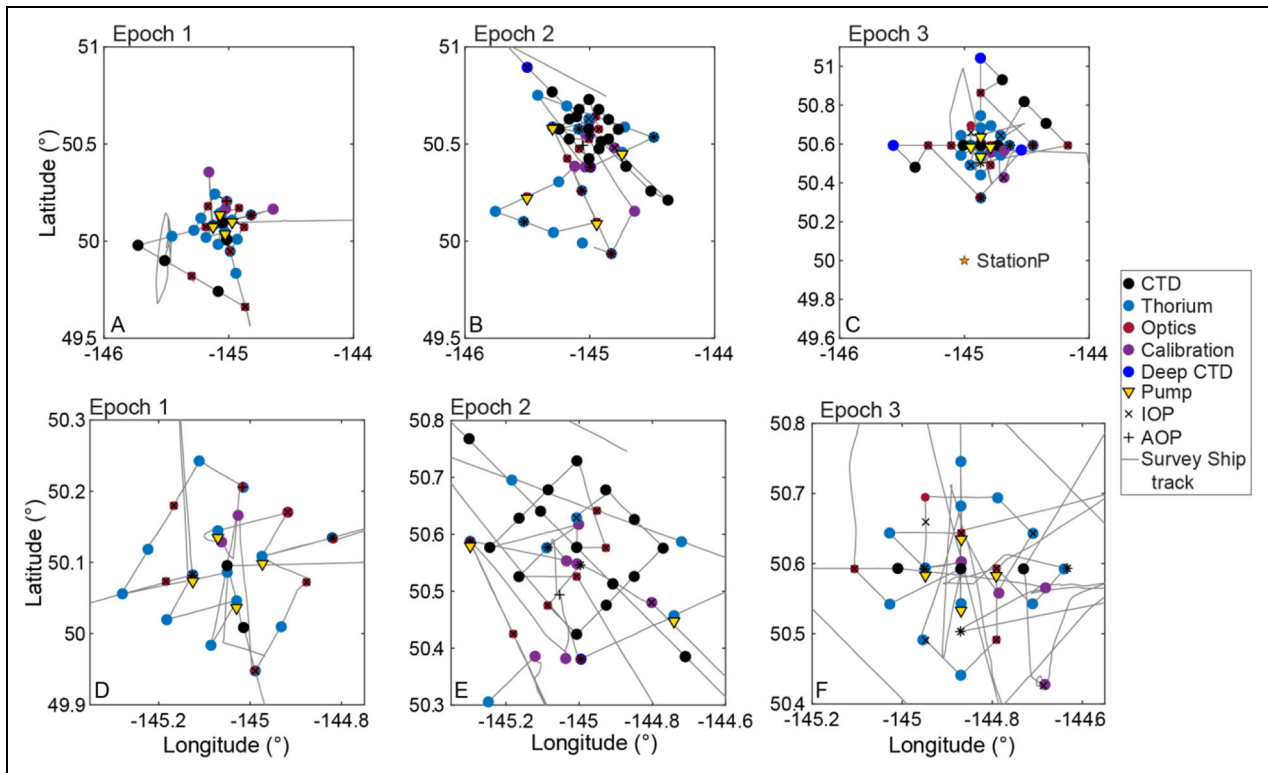 Epoch 1
51
50.5
50
49.5
-146
-145
-144
Latitude (°)
A
Epoch 2
51
50.5
50
49.5
-146
-145
-144
B
Epoch 3
51
50.8
50.6
50.4
50.2
50
49.8
49.6
-146
-145
-144
StationP
C
CTD
Thorium
Optics
Calibration
Deep CTD
Pump
IOP
AOP
Survey Ship
track
Epoch 1
50.3
50.2
50.1
50
49.9
-145.2
-145
-144.8
Latitude (°)
Longitude (°)
D
Epoch 2
50.8
50.7
50.6
50.5
50.4
50.3
-145.2
-145
-144.8
-144.6
Longitude (°)
E
Epoch 3
50.8
50.7
50.6
50.5
50.4
-145.2
-145
-144.8
-144.6
Longitude (°)
F